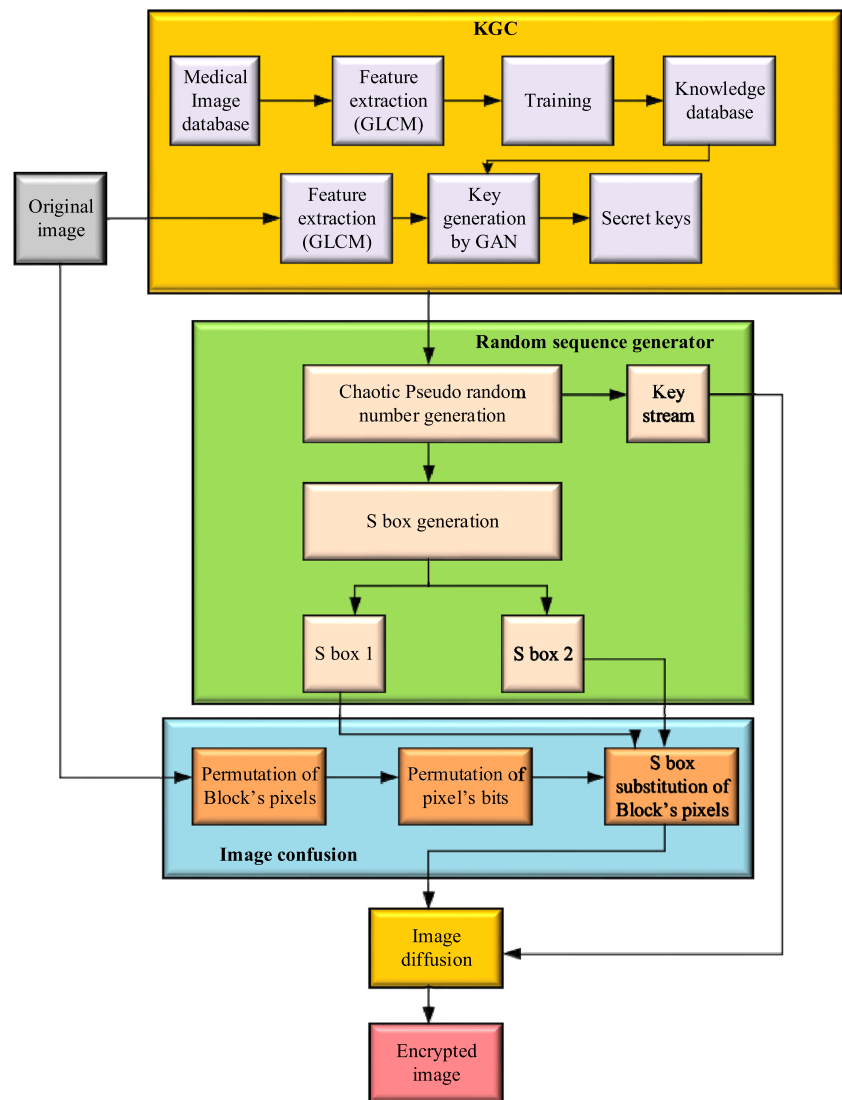 KGC
Medical
Image
database
Feature
extraction
(GLCM)
Training
Knowledge
database
Original
image
Feature
extraction
(GLCM)
Key
generation
by GAN
Secret keys
Random sequence generator
Chaotic Pseudo random
number generation
Key
stream
S box generation
S box 1
S box 2
Permutation of
Block’s pixels
Permutation of
pixel’s bits
S box
substitution of
Block’s pixels
Image confusion
Image
diffusion
Encrypted
image